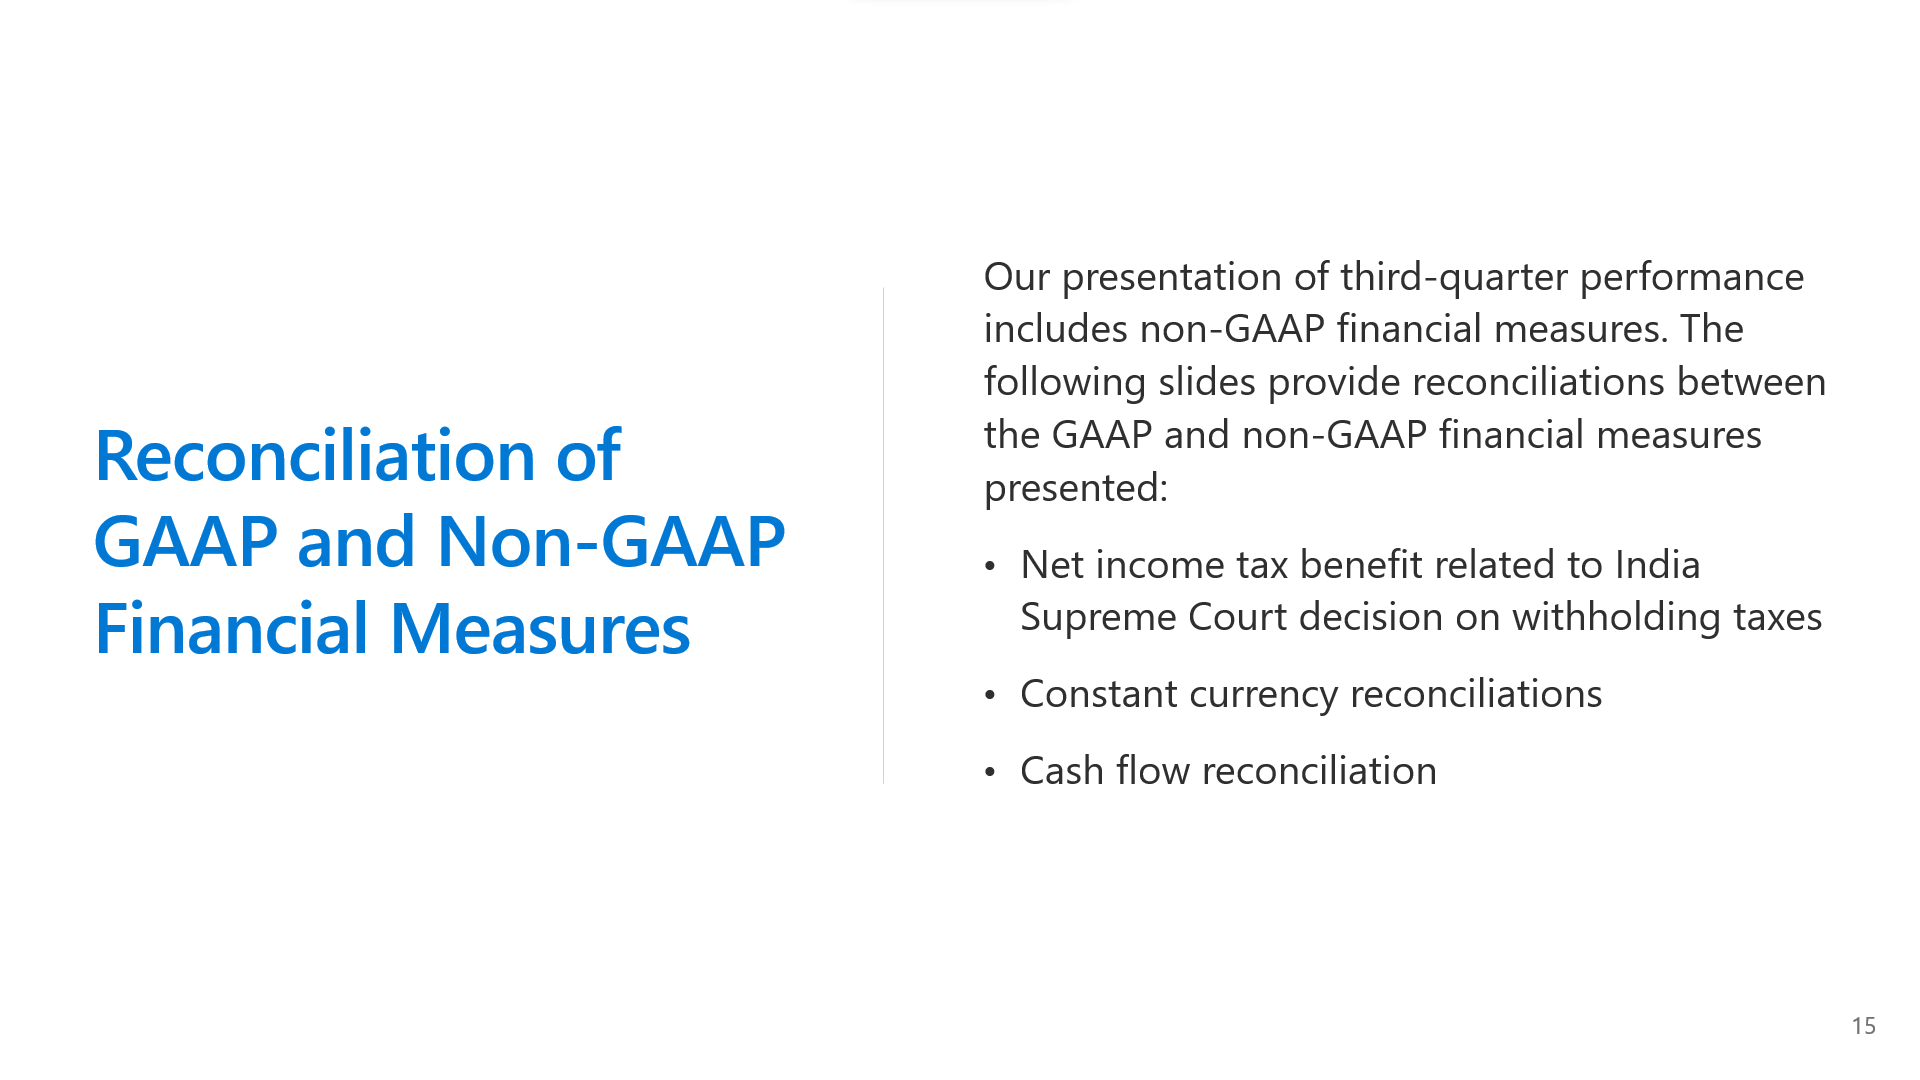 Reconciliation of
GAAP and Non-GAAP
Financial Measures
Our presentation of third-quarter performance
includes non-GAAP financial measures. The
following slides provide reconciliations between
the GAAP and non-GAAP financial measures
presented:
• Net income tax benefit related to India
Supreme Court decision on withholding taxes
• Constant currency reconciliations
• Cash flow reconciliation
15